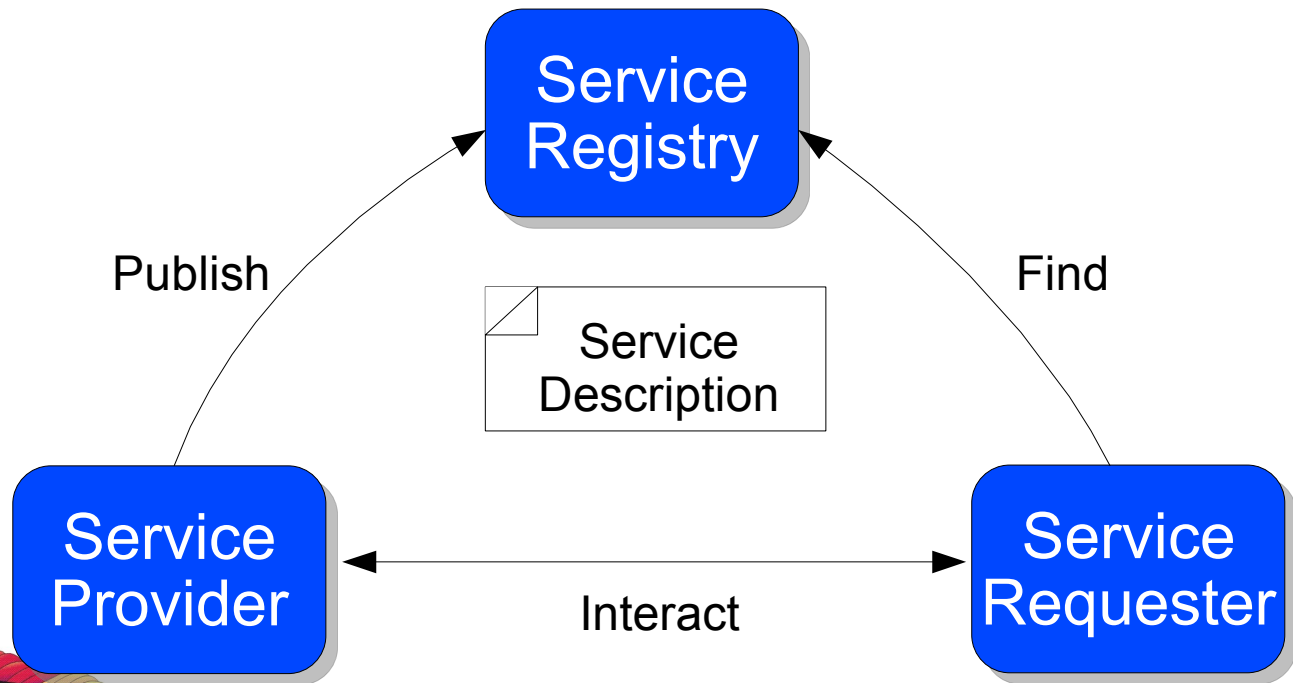 Service
Registry
Publish
Find
Service
Description
Service
Provider
Interact
Service
Requester